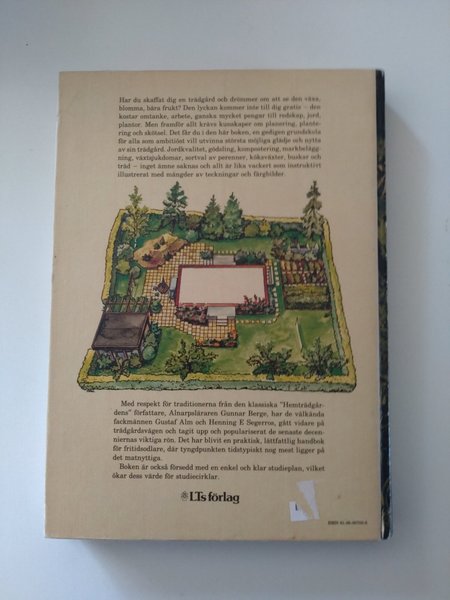 Har du skaffat dig en trädgård och drömmer om att se den växa,
blomma, bära frukt? Den lyckan kommer inte till dig gratis – den
kostar omtanke, arbete, ganska mycket pengar till redskap, jord,
plantor. Men framför allt krävs kunskaper om planering, plante-
ring och skötsel. Det får du i den här boken, en gedigen grundskola
för alla som ambitiöst vill utvinna största möjliga glädje och nytta
av sin trädgård. Jordkvalitet, gödsling, kompostering, markbelägg-
ning, växtsjukdomar, sortval av perenner, köksväxter, buskar och
träd – inget ämne saknas och allt är lika vackert som instruktivt
illustrerat med mängder av teckningar och färgbilder.
Med respekt för traditionerna från den klassiska "Hemträdgår-
dens" författare, Alnarpsläraren Gunnar Berge, har de välkända
fackmännen Gustaf Alm och Henning E Segerros, gått vidare på
trädgårdsvägen och tagit upp och populariserat de senaste decen-
niernas viktiga rön. Det har blivit en praktisk, lättfattlig handbok
för fritidsodlare, där tyngdpunkten tidstypiskt nog mest ligger på
det matnyttiga.
Boken är också försedd med en enkel och klar studieplan, vilket
ökar dess värde för studiecirklar.
LTs förlag